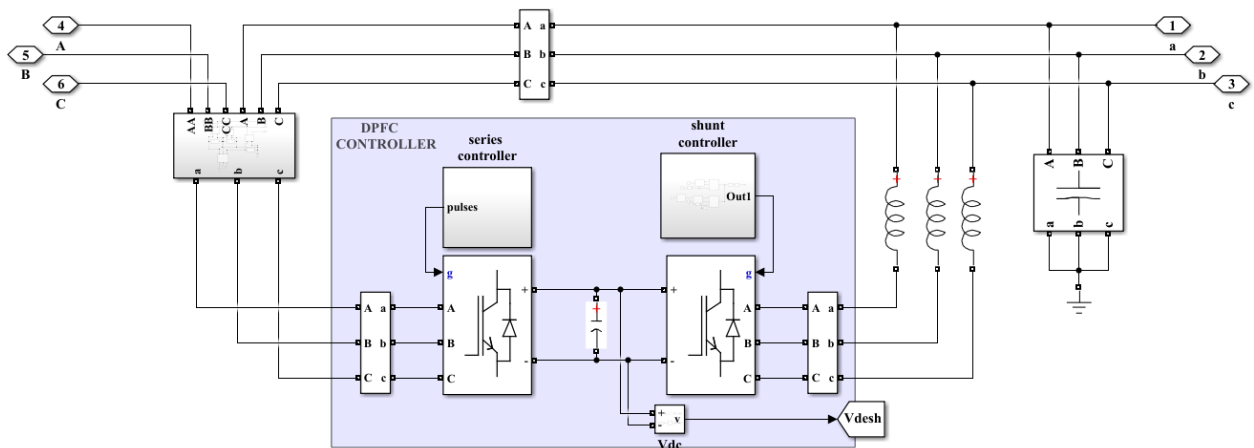 4
A
5
B
6
C
AA
BB
CC
A
B
C
a
b
c
A a
B b
C c
1
a
2
b
3
c
DPFC
CONTROLLER
series
controller
pulses
shunt
controller
Out1
g
A a
B b
C c
A
B
C
+
-
+
g
+
-
A
B
C
A a
B b
C c
+
-
v
Vdc
Vdesh
+
+
+
A
B
C
a
b
c